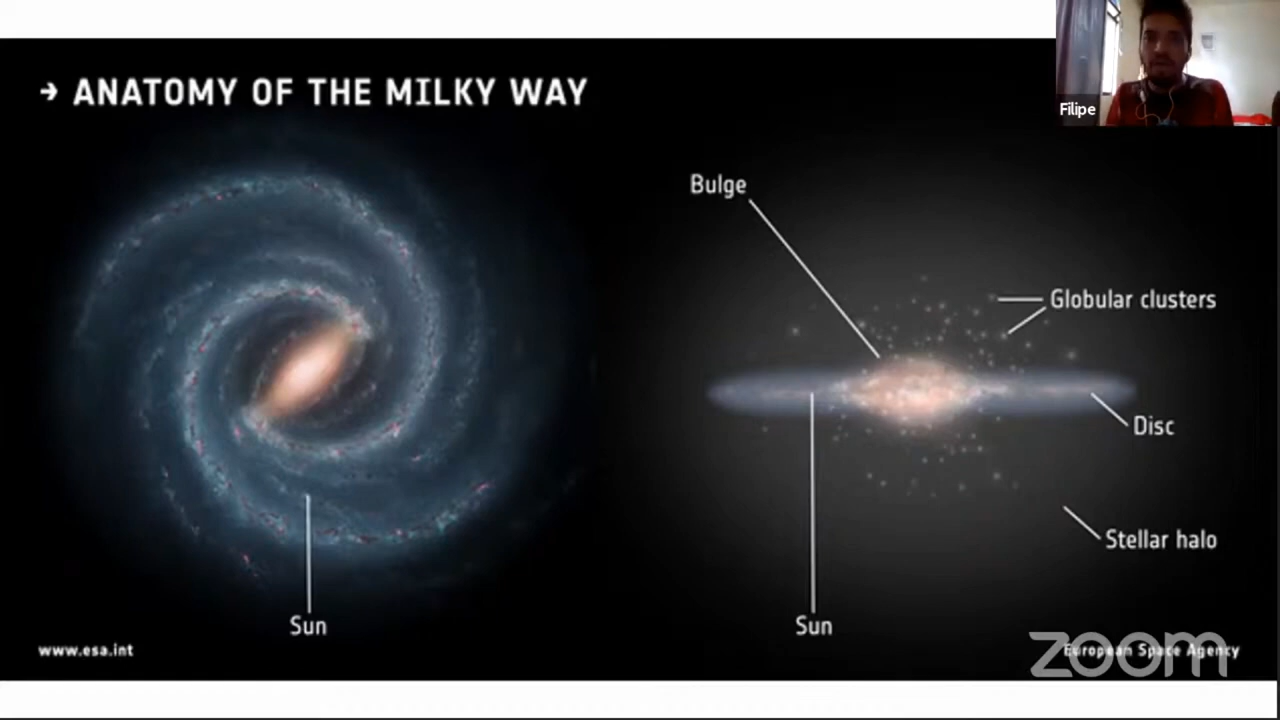 → ANATOMY OF THE MILKY WAY
Filipe
Bulge
Globular clusters
Disc
Stellar halo
Sun
Sun
www.esa.int
European Space Agency
zoom